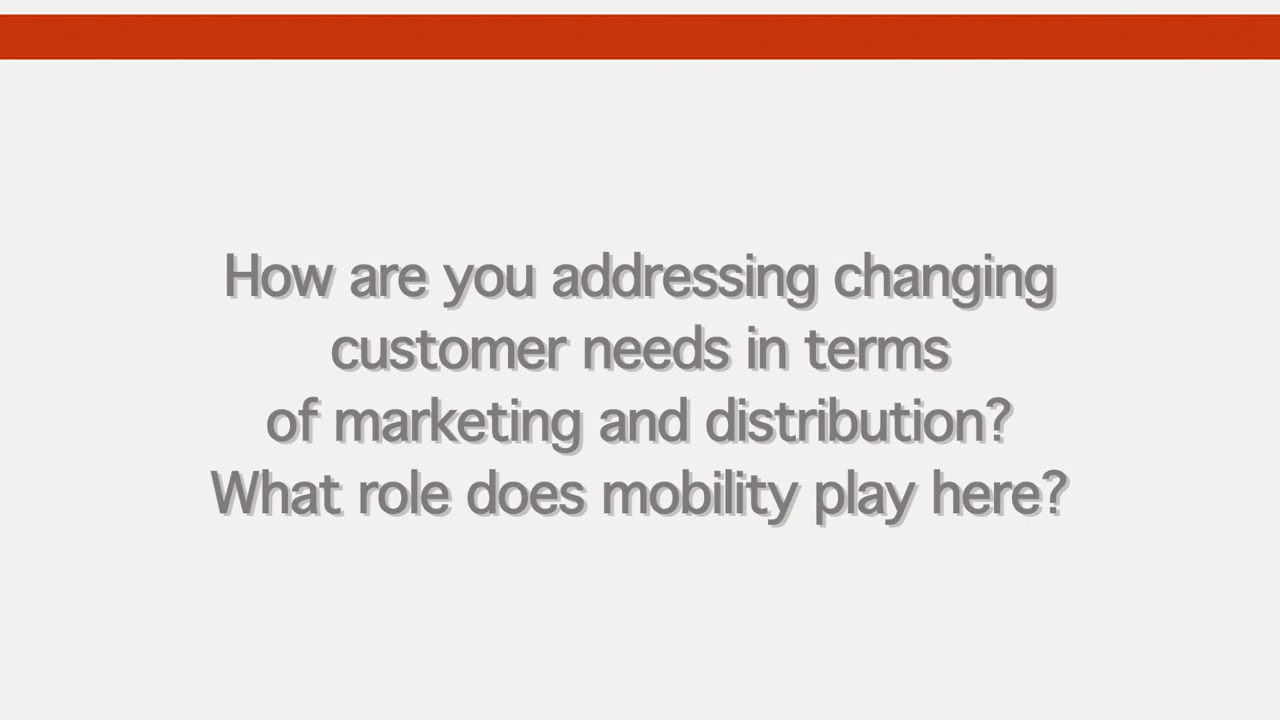 How are you addressing changing
customer needs in terms
of marketing and distribution?
What role does mobility play here?